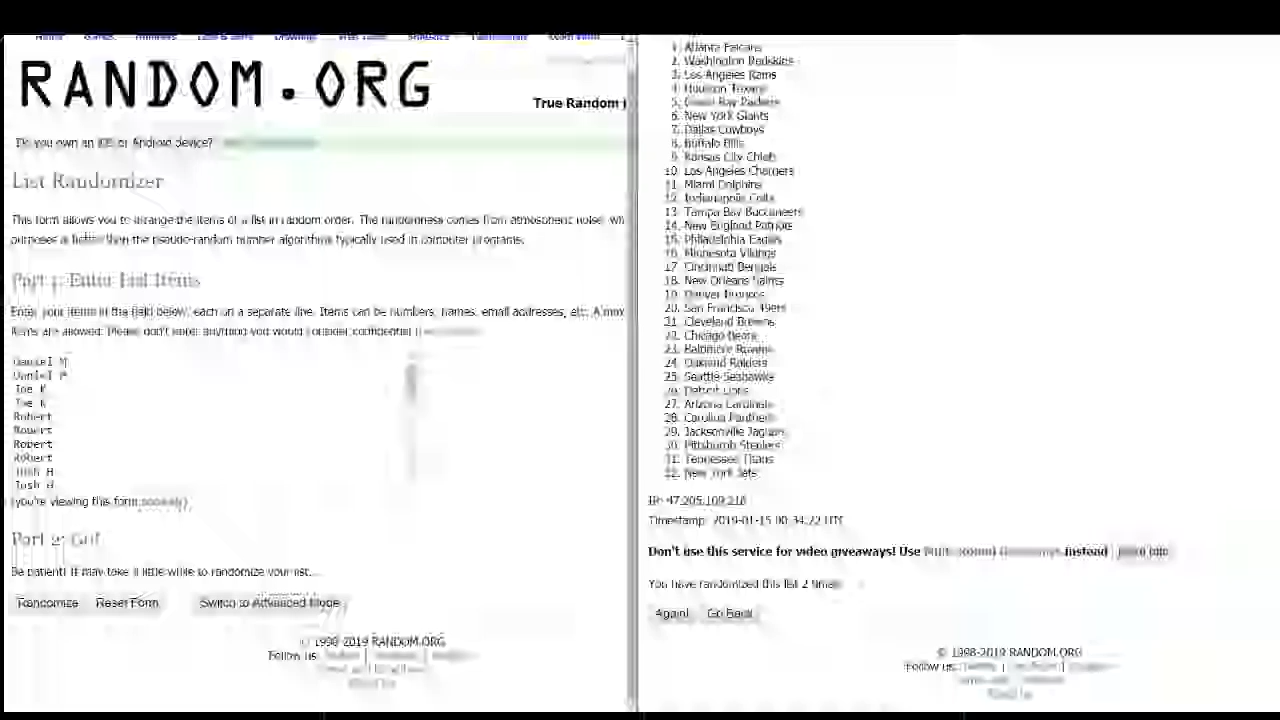 RANDOM.ORG
True Random
Do you own an iOS or Android device?
List Randomizer
This form allows you to arrange the items of a list in random order. The randomness comes from atmospheric noise, wh
purposes is better than the pseudo-random number algorithms typically used in computer programs.
Part 1: Enter List Items
Enter your items in the field below, each on a separate line. Items can be numbers, names, email addresses, etc. A max
items are allowed. Please don't enter anything you would consider confidential
Daniel M
Daniel M
Joe K
Joe K
Robert
Robert
Robert
Robert
Josh H
Josh H
(you're viewing this form securely)
Part 2: Go!
Be patient! It may take a little while to randomize your list...
Randomize Reset Form Switch to Advanced Mode
© 1998-2019 RANDOM.ORG
Follow us:
1. Atlanta Falcons
2. Washington Redskins
3. Los Angeles Rams
4. Houston Texans
5. Green Bay Packers
6. New York Giants
7. Dallas Cowboys
8. Buffalo Bills
9. Kansas City Chiefs
10. Los Angeles Chargers
11. Miami Dolphins
12. Indianapolis Colts
13. Tampa Bay Buccaneers
14. New England Patriots
15. Philadelphia Eagles
16. Minnesota Vikings
17. Cincinnati Bengals
18. New Orleans Saints
19. Denver Broncos
20. San Francisco 49ers
21. Cleveland Browns
22. Chicago Bears
23. Baltimore Ravens
24. Oakland Raiders
25. Seattle Seahawks
26. Detroit Lions
27. Arizona Cardinals
28. Carolina Panthers
29. Jacksonville Jaguars
30. Pittsburgh Steelers
31. Tennessee Titans
32. New York Jets
IP: 47.205.109.218
Timestamp: 2019-01-15 00:34:22 UTC
Don't use this service for video giveaways! Use instead
You have randomized this list 2 times
Again! Go Back
© 1998-2019 RANDOM.ORG
Follow us: